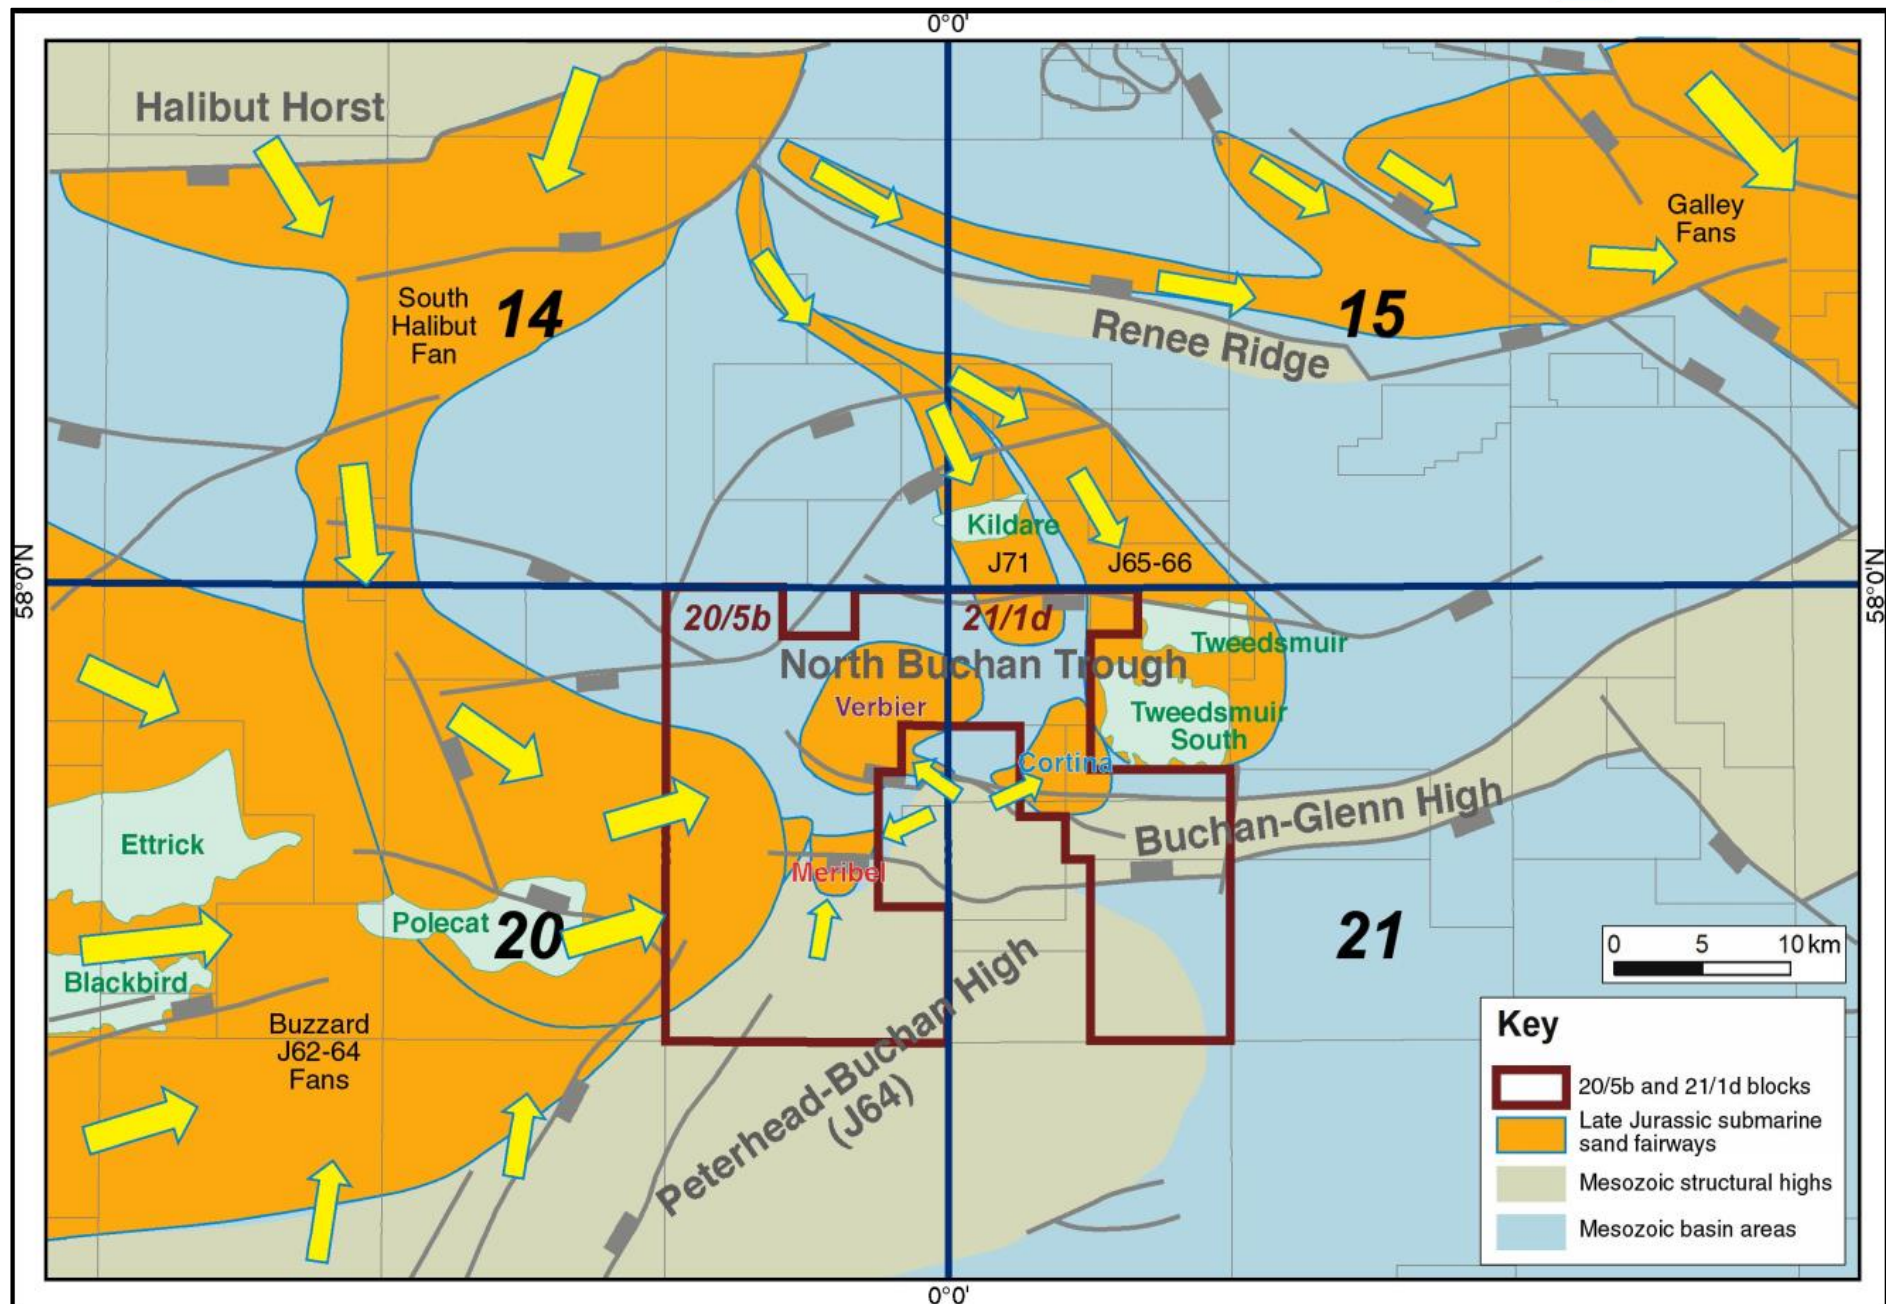 0°0'
Halibut Horst
Galley
Fans
South
Halibut
Fan
14
15
Renee Ridge
Kildare
J71
J65-66
58°0'N
58°0'N
20/5b
21/1d
Tweedsmuir
North Buchan Trough
Verbier
Tweedsmuir
South
Cortina
Buchan-Glenn High
Ettrick
Meribel
Polecat
20
21
Blackbird
Buzzard
J62-64
Fans
Peterhead-Buchan High
(J64)
0 5 10 km
Key
20/5b and 21/1d blocks
Late Jurassic submarine
sand fairways
Mesozoic structural highs
Mesozoic basin areas
0°0'